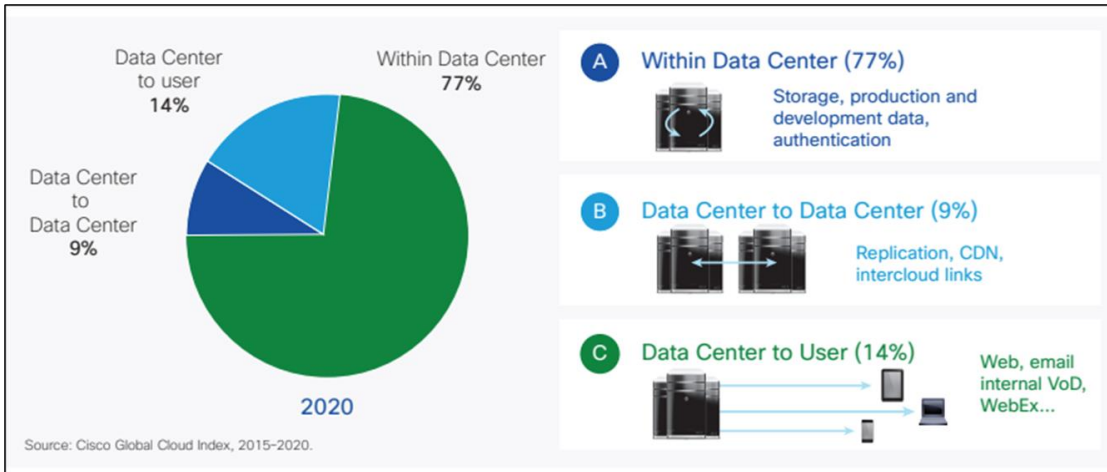 Data Center
to user
14%
Within Data Center
77%
Data Center
to
Data Center
9%
2020
Source: Cisco Global Cloud Index, 2015–2020.
A
Within Data Center (77%)
Storage, production and
development data,
authentication
B
Data Center to Data Center (9%)
Replication, CDN,
intercloud links
C
Data Center to User (14%)
Web, email
internal VoD,
WebEx...